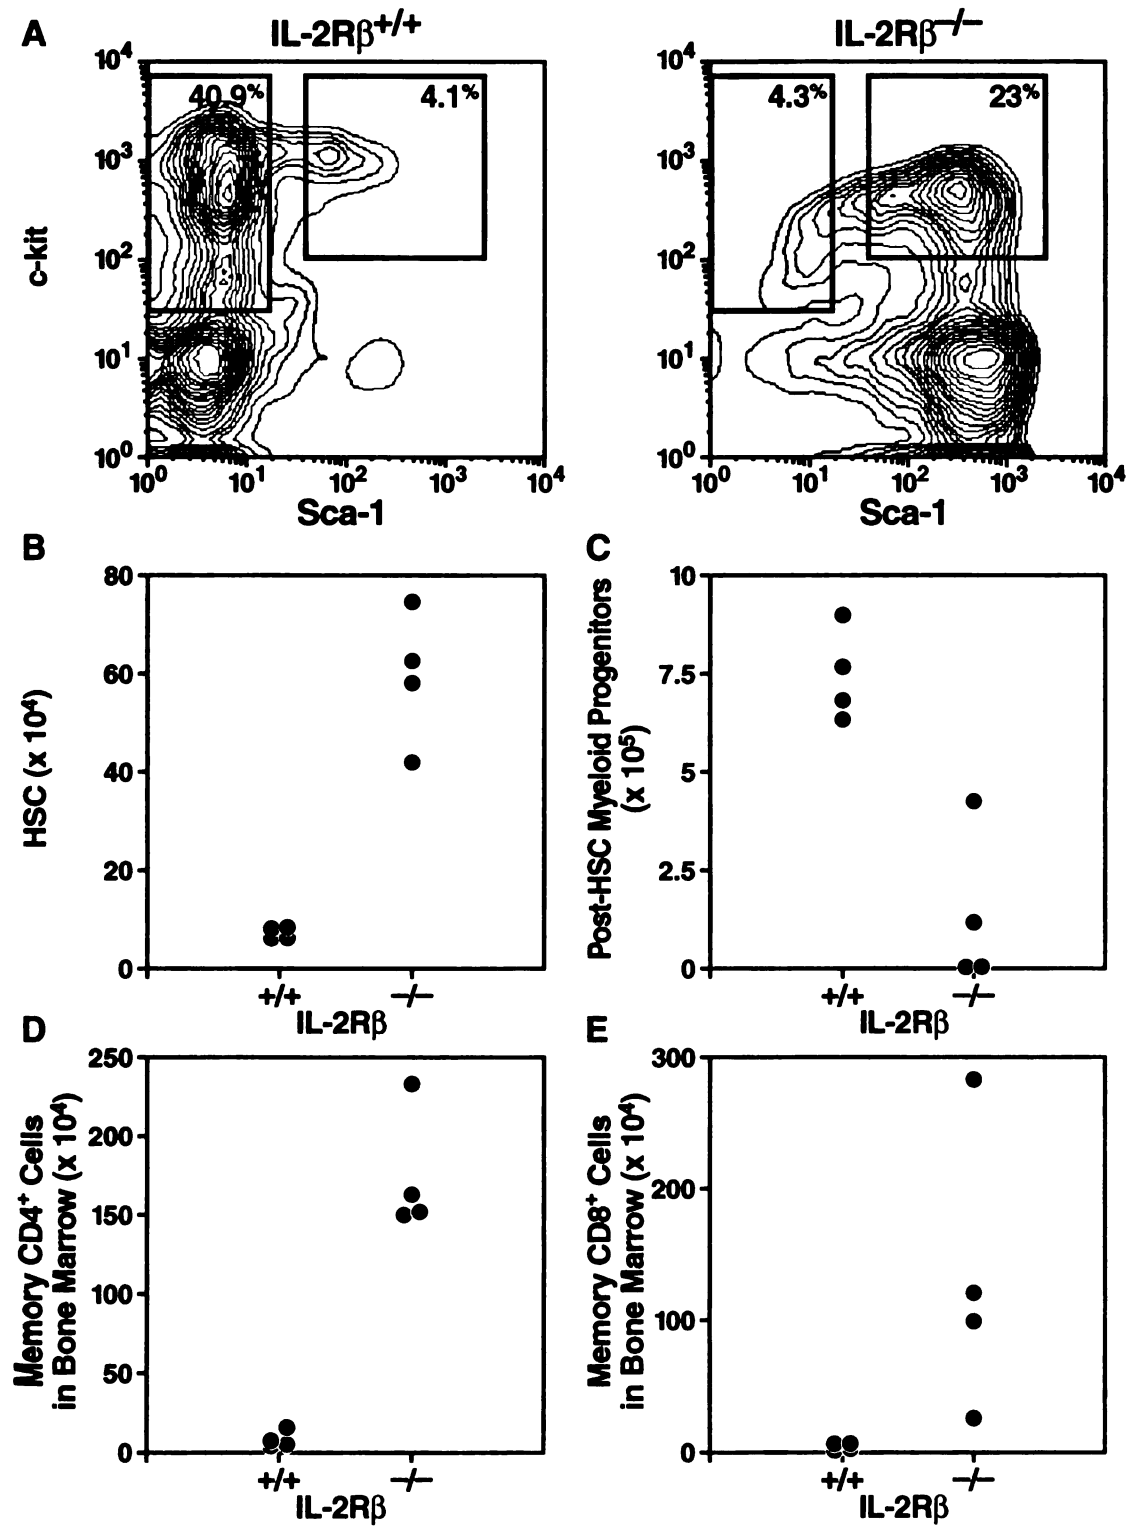 A
IL-2Rβ+/+
IL-2Rβ–/–
10⁴
10³
10²
10¹
10⁰
c-kit
40.9%
4.1%
10⁰ 10¹ 10² 10³ 10⁴
Sca-1
10⁴
10³
10²
10¹
10⁰
4.3%
23%
10⁰ 10¹ 10² 10³ 10⁴
Sca-1
B
HSC (x 10⁴)
80
60
40
20
0
+/+ –/–
IL-2Rβ
C
Post-HSC Myeloid Progenitors
(x 10⁵)
10
7.5
5
2.5
0
+/+ –/–
IL-2Rβ
D
Memory CD4⁺ Cells
in Bone Marrow (x 10⁴)
250
200
150
100
50
0
+/+ –/–
IL-2Rβ
E
Memory CD8⁺ Cells
in Bone Marrow (x 10⁴)
300
200
100
0
+/+ –/–
IL-2Rβ